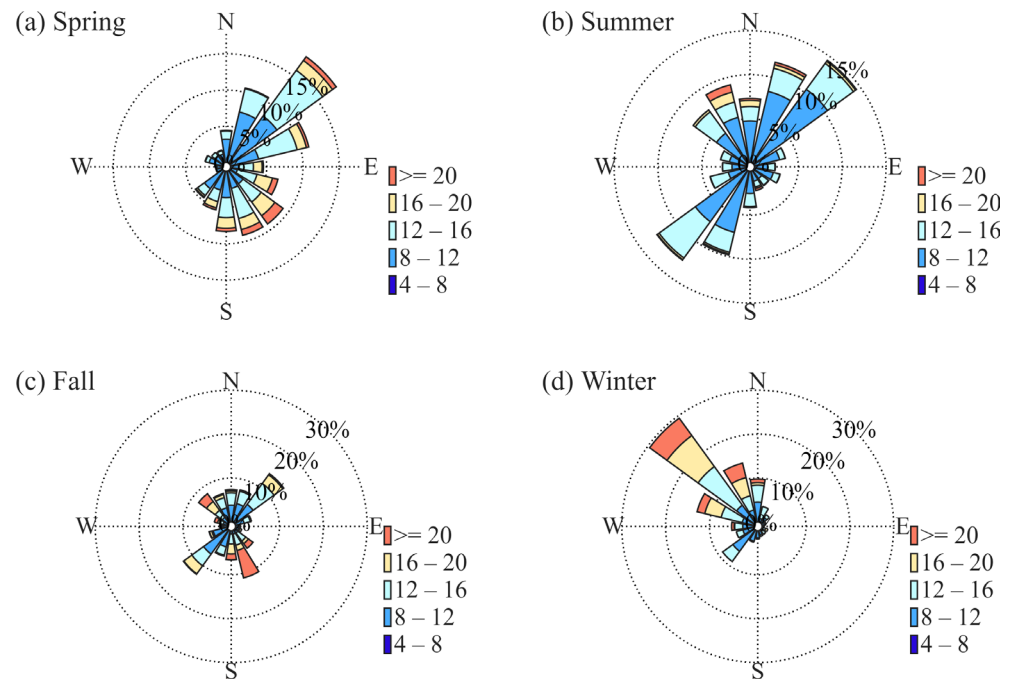 (a) Spring
N
W
E
S
15%
10%
5%
>= 20
16 – 20
12 – 16
8 – 12
4 – 8
(b) Summer
N
E
S
15%
10%
5%
>= 20
16 – 20
12 – 16
8 – 12
4 – 8
W
(c) Fall
N
W
E
S
30%
20%
10%
>= 20
16 – 20
12 – 16
8 – 12
4 – 8
(d) Winter
N
W
E
S
30%
20%
10%
>= 20
16 – 20
12 – 16
8 – 12
4 – 8